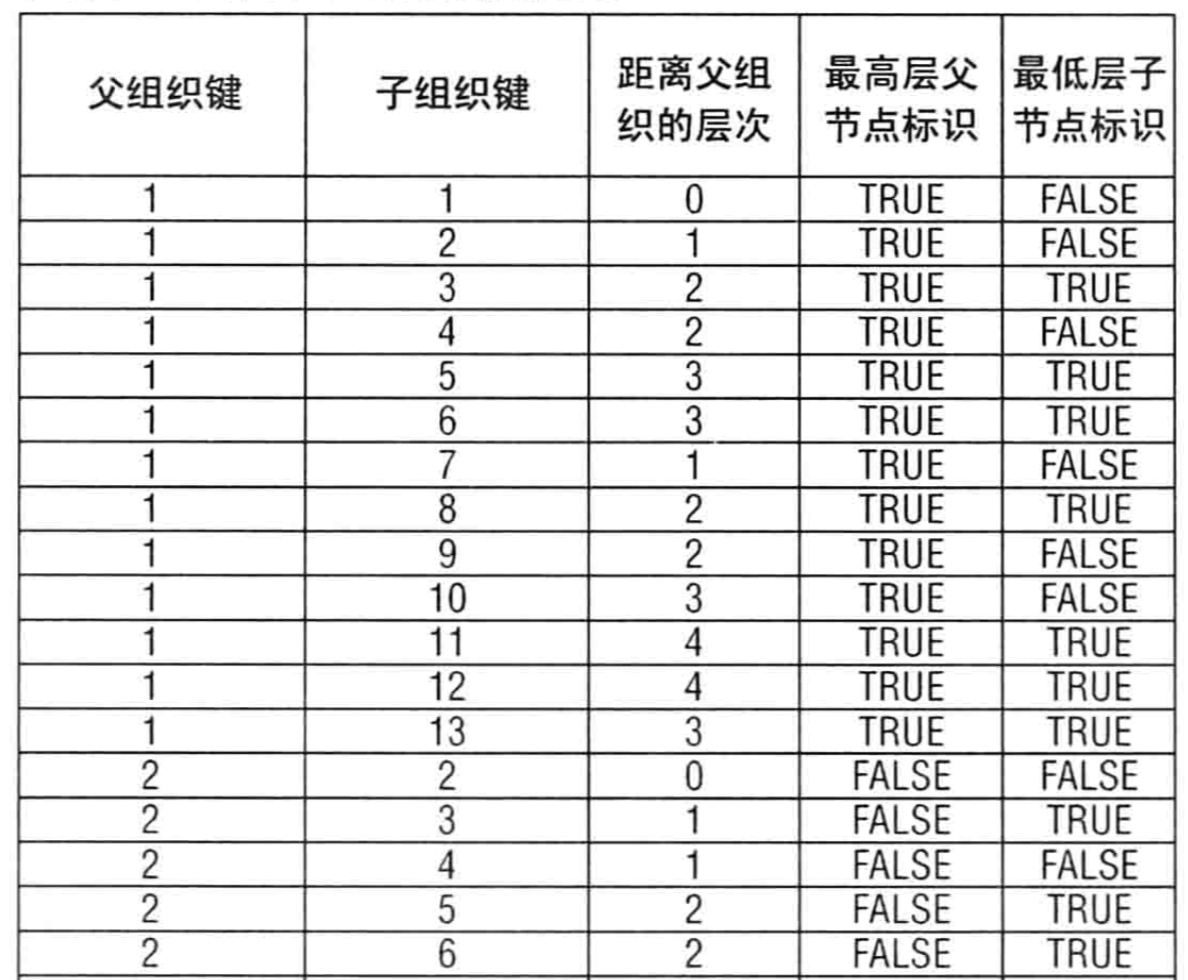 父组织键 子组织键 距离父组 最高层父 最低层子
织的层次 节点标识 节点标识
1 1 0 TRUE FALSE
1 2 1 TRUE FALSE
1 3 2 TRUE TRUE
1 4 2 TRUE FALSE
1 5 3 TRUE TRUE
1 6 3 TRUE TRUE
1 7 1 TRUE FALSE
1 8 2 TRUE TRUE
1 9 2 TRUE FALSE
1 10 3 TRUE FALSE
1 11 4 TRUE TRUE
1 12 4 TRUE TRUE
1 13 3 TRUE TRUE
2 2 0 FALSE FALSE
2 3 1 FALSE TRUE
2 4 1 FALSE FALSE
2 5 2 FALSE TRUE
2 6 2 FALSE TRUE